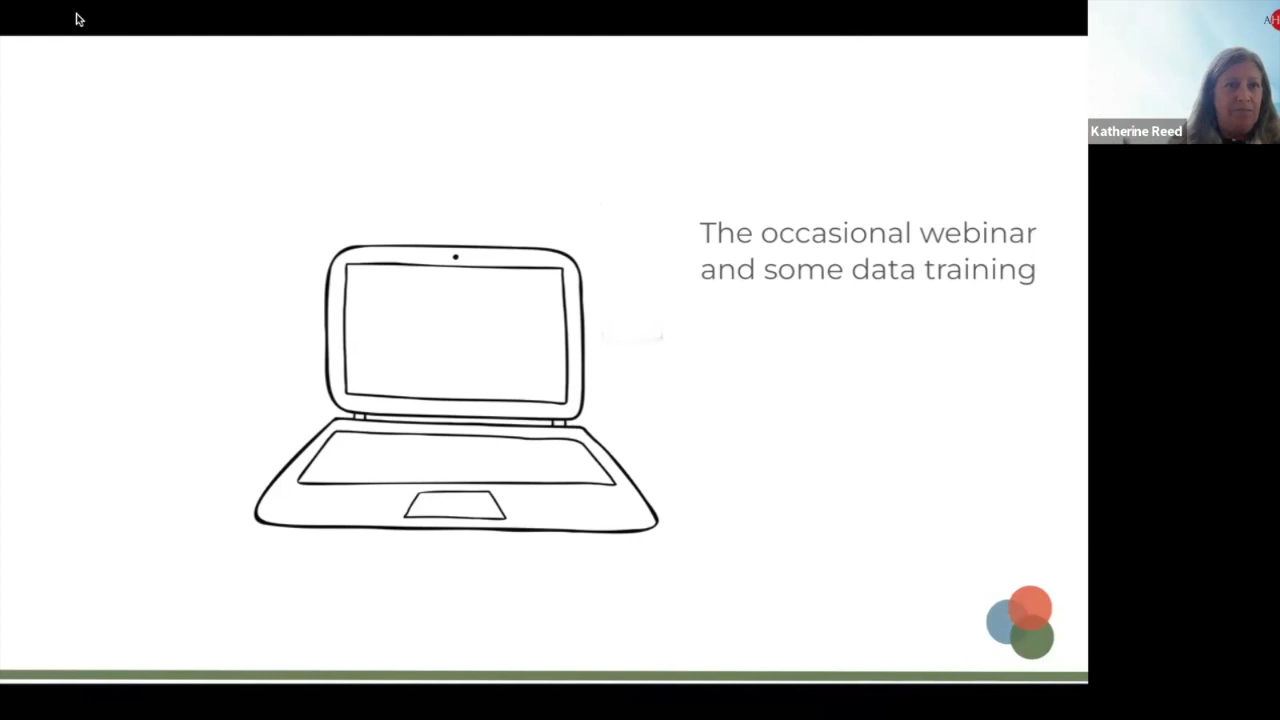 The occasional webinar
and some data training
Katherine Reed